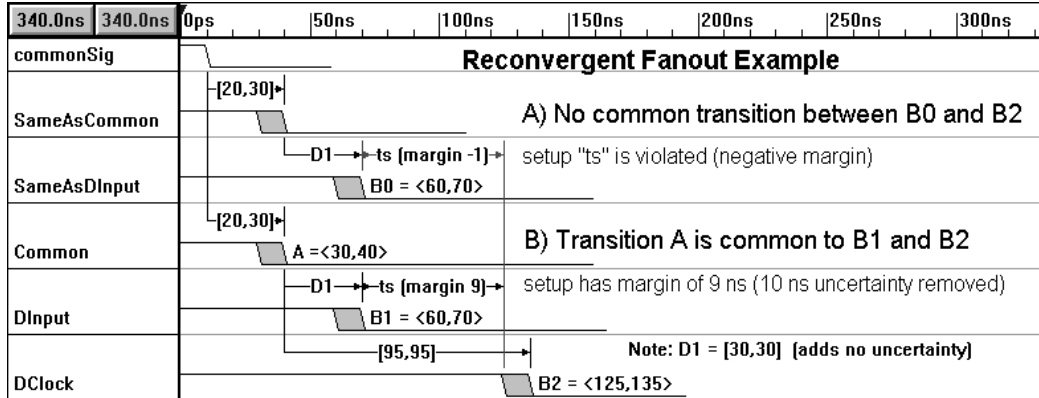 340.0ns 340.0ns 0ps 50ns 100ns 150ns 200ns 250ns 300ns
commonSig Reconvergent Fanout Example
[20,30]
SameAsCommon A) No common transition between B0 and B2
D1 ts (margin -1) setup "ts" is violated (negative margin)
SameAsDInput B0 = <60,70>
[20,30]
Common A =<30,40> B) Transition A is common to B1 and B2
D1 ts (margin 9) setup has margin of 9 ns (10 ns uncertainty removed)
DInput B1 = <60,70>
[95,95] Note: D1 = [30,30] (adds no uncertainty)
DClock B2 = <125,135>